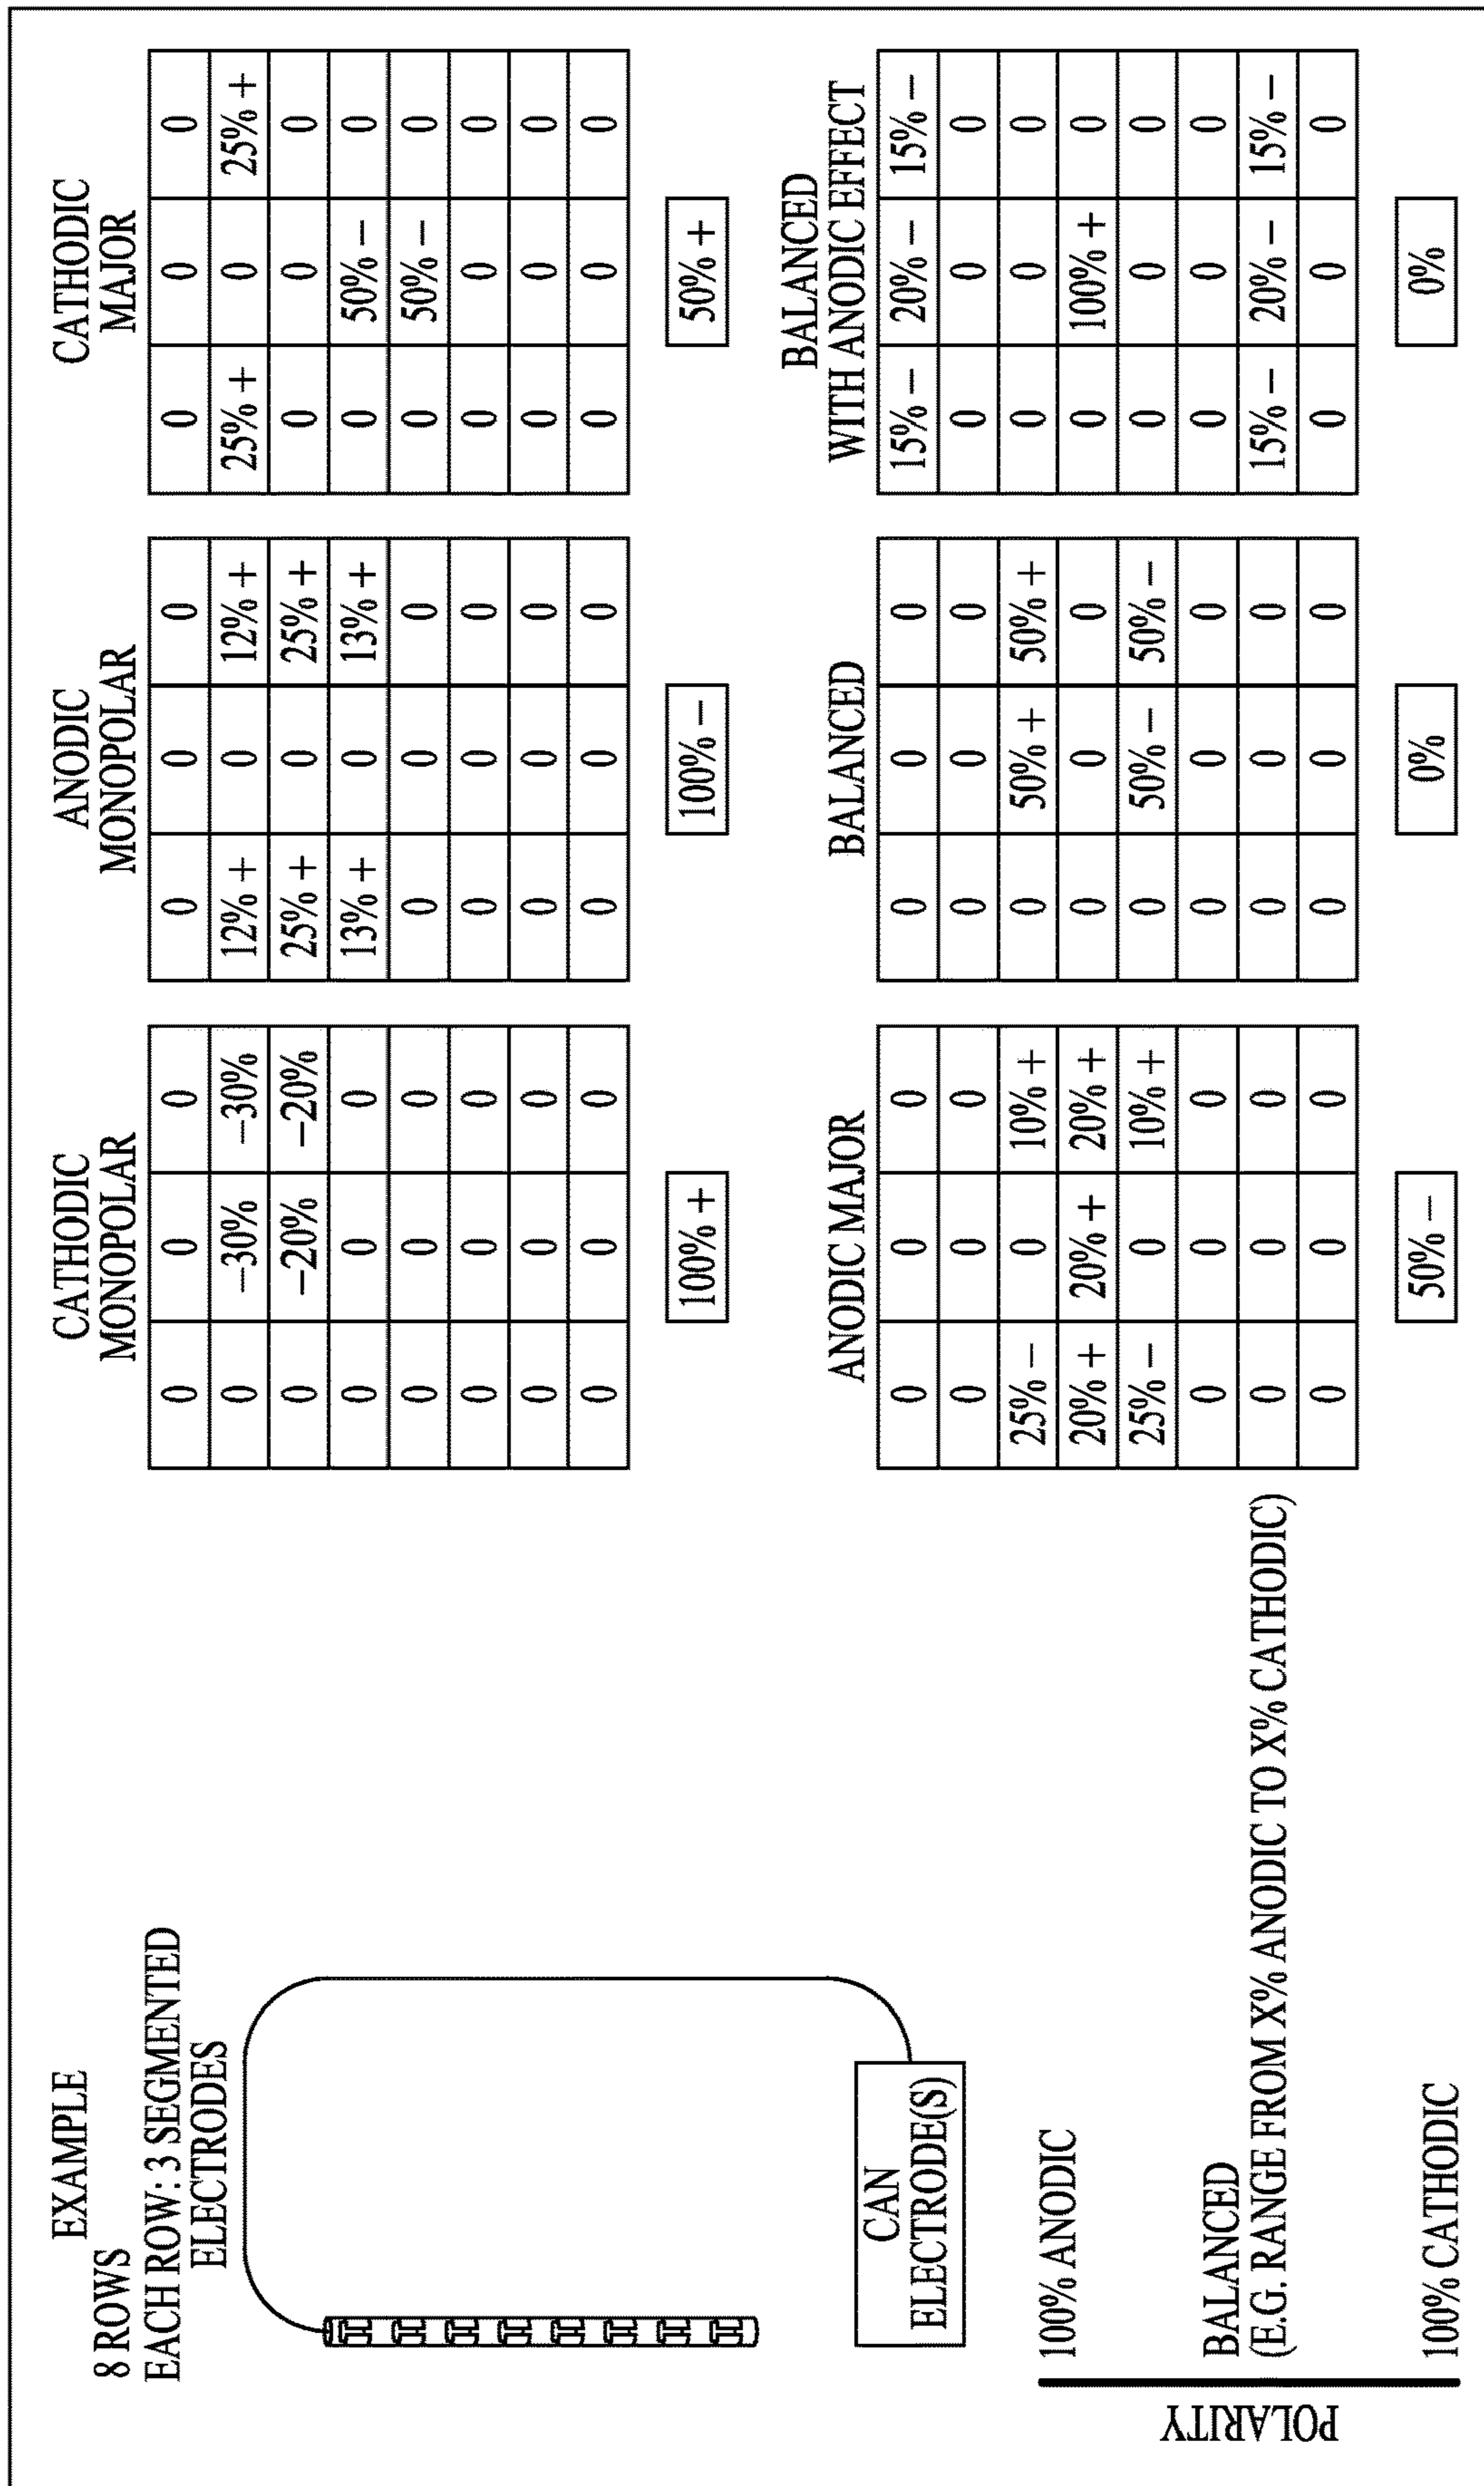 EXAMPLE
8 ROWS
EACH ROW: 3 SEGMENTED
ELECTRODES
CAN
ELECTRODE(S)
POLARITY
100% ANODIC
BALANCED
(E.G. RANGE FROM X% ANODIC TO X% CATHODIC)
100% CATHODIC
CATHODIC
MONOPOLAR
0 0 0
0 −30% −30%
0 −20% −20%
0 0 0
0 0 0
0 0 0
0 0 0
0 0 0
100% +
ANODIC
MONOPOLAR
0 0 0
12% + 0 12% +
25% + 0 25% +
13% + 0 13% +
0 0 0
0 0 0
0 0 0
0 0 0
100% −
CATHODIC
MAJOR
0 0 0
25% + 0 25% +
0 0 0
0 50% − 0
0 50% − 0
0 0 0
0 0 0
0 0 0
50% +
ANODIC MAJOR
0 0 0
0 0 0
25% − 0 10% +
20% + 20% + 20% +
25% − 0 10% +
0 0 0
0 0 0
0 0 0
50% −
BALANCED
0 0 0
0 0 0
0 50% + 50% +
0 0 0
0 50% − 50% −
0 0 0
0 0 0
0 0 0
0%
BALANCED
WITH ANODIC EFFECT
15% − 20% − 15% −
0 0 0
0 0 0
0 100% + 0
0 0 0
0 0 0
15% − 20% − 15% −
0 0 0
0%